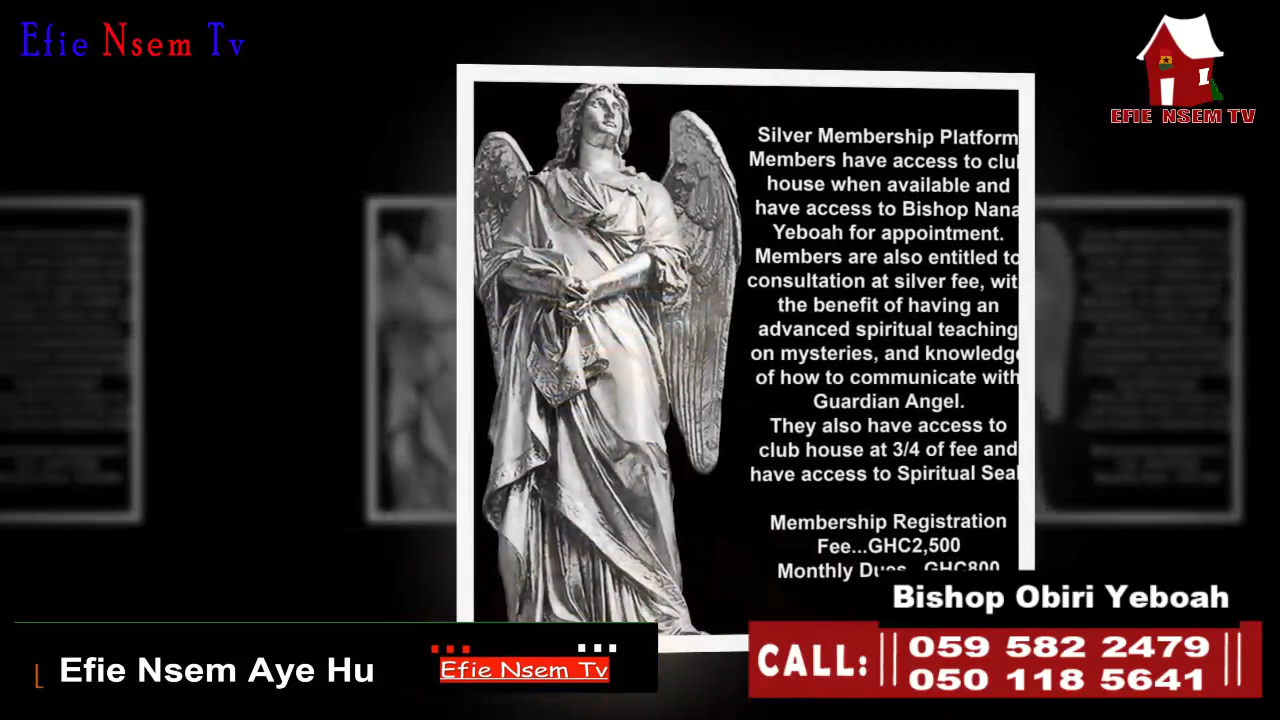 Efie Nsem Tv
EFIE NSEM TV
Silver Membership Platform
Members have access to clu
house when available and
have access to Bishop Nana
Yeboah for appointment.
Members are also entitled to
consultation at silver fee, wit
the benefit of having an
advanced spiritual teaching
on mysteries, and knowledge
of how to communicate with
Guardian Angel.
They also have access to
club house at 3/4 of fee and
have access to Spiritual Seal
Membership Registration
Fee...GHC2,500
Monthly Dues...GHC800
Bishop Obiri Yeboah
CALL: 059 582 2479
050 118 5641
Efie Nsem Aye Hu
Efie Nsem Tv